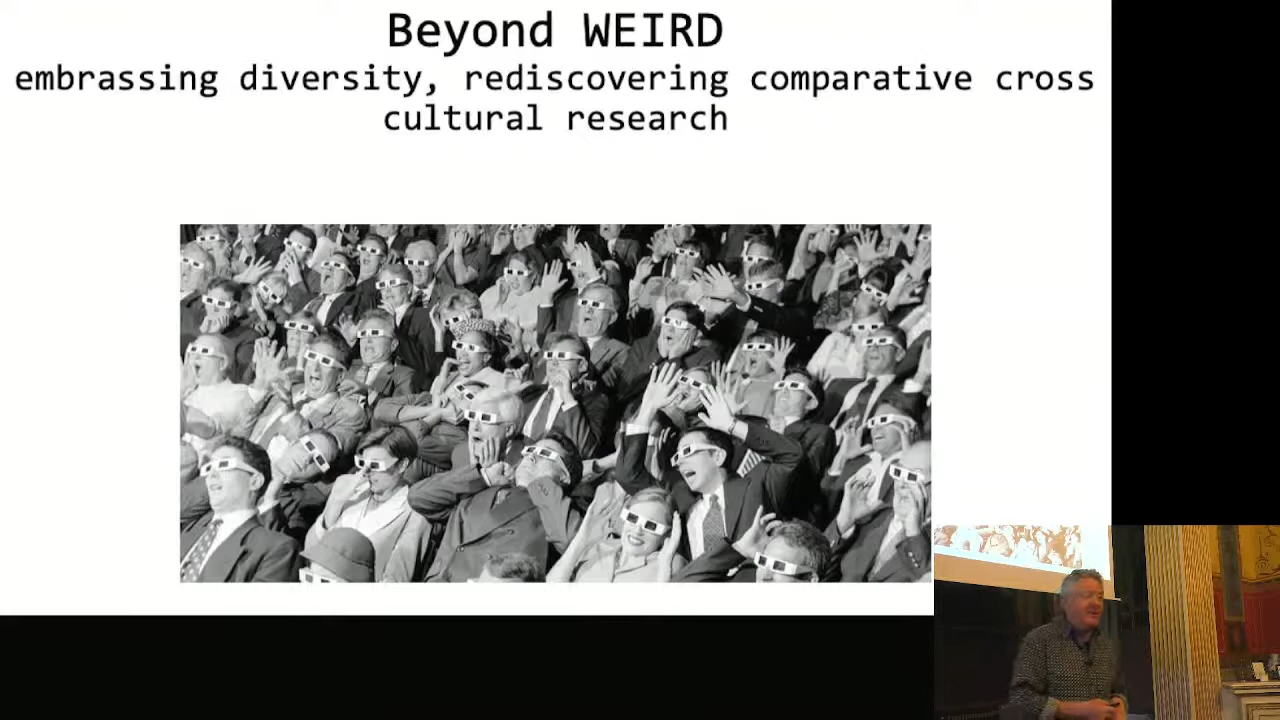 Beyond WEIRD
embrassing diversity, rediscovering comparative cross
cultural research